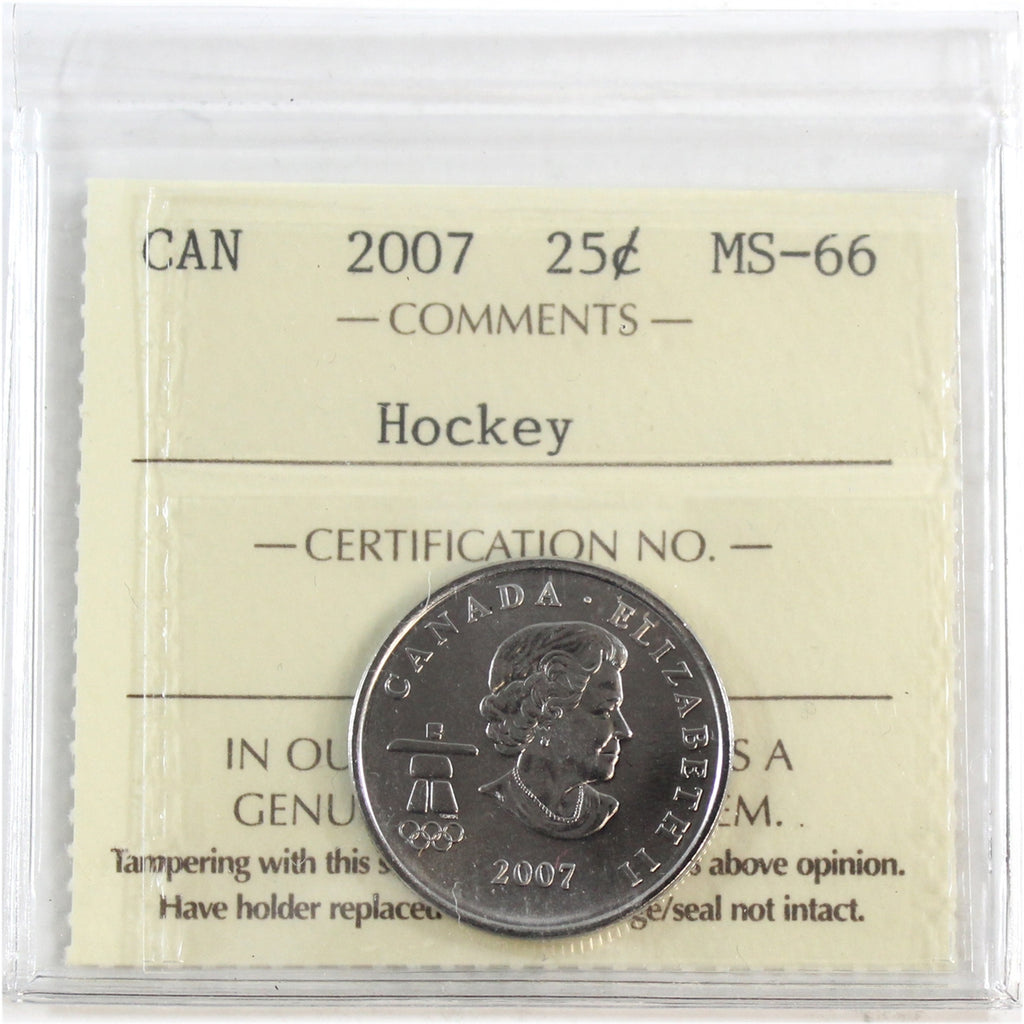 CAN 2007 25¢ MS-66
— COMMENTS —
Hockey
— CERTIFICATION NO. —
CANADA · ELIZABETH II
2007
IN OU S A
GENU EM.
Tampering with this s above opinion.
Have holder replaced ge/seal not intact.